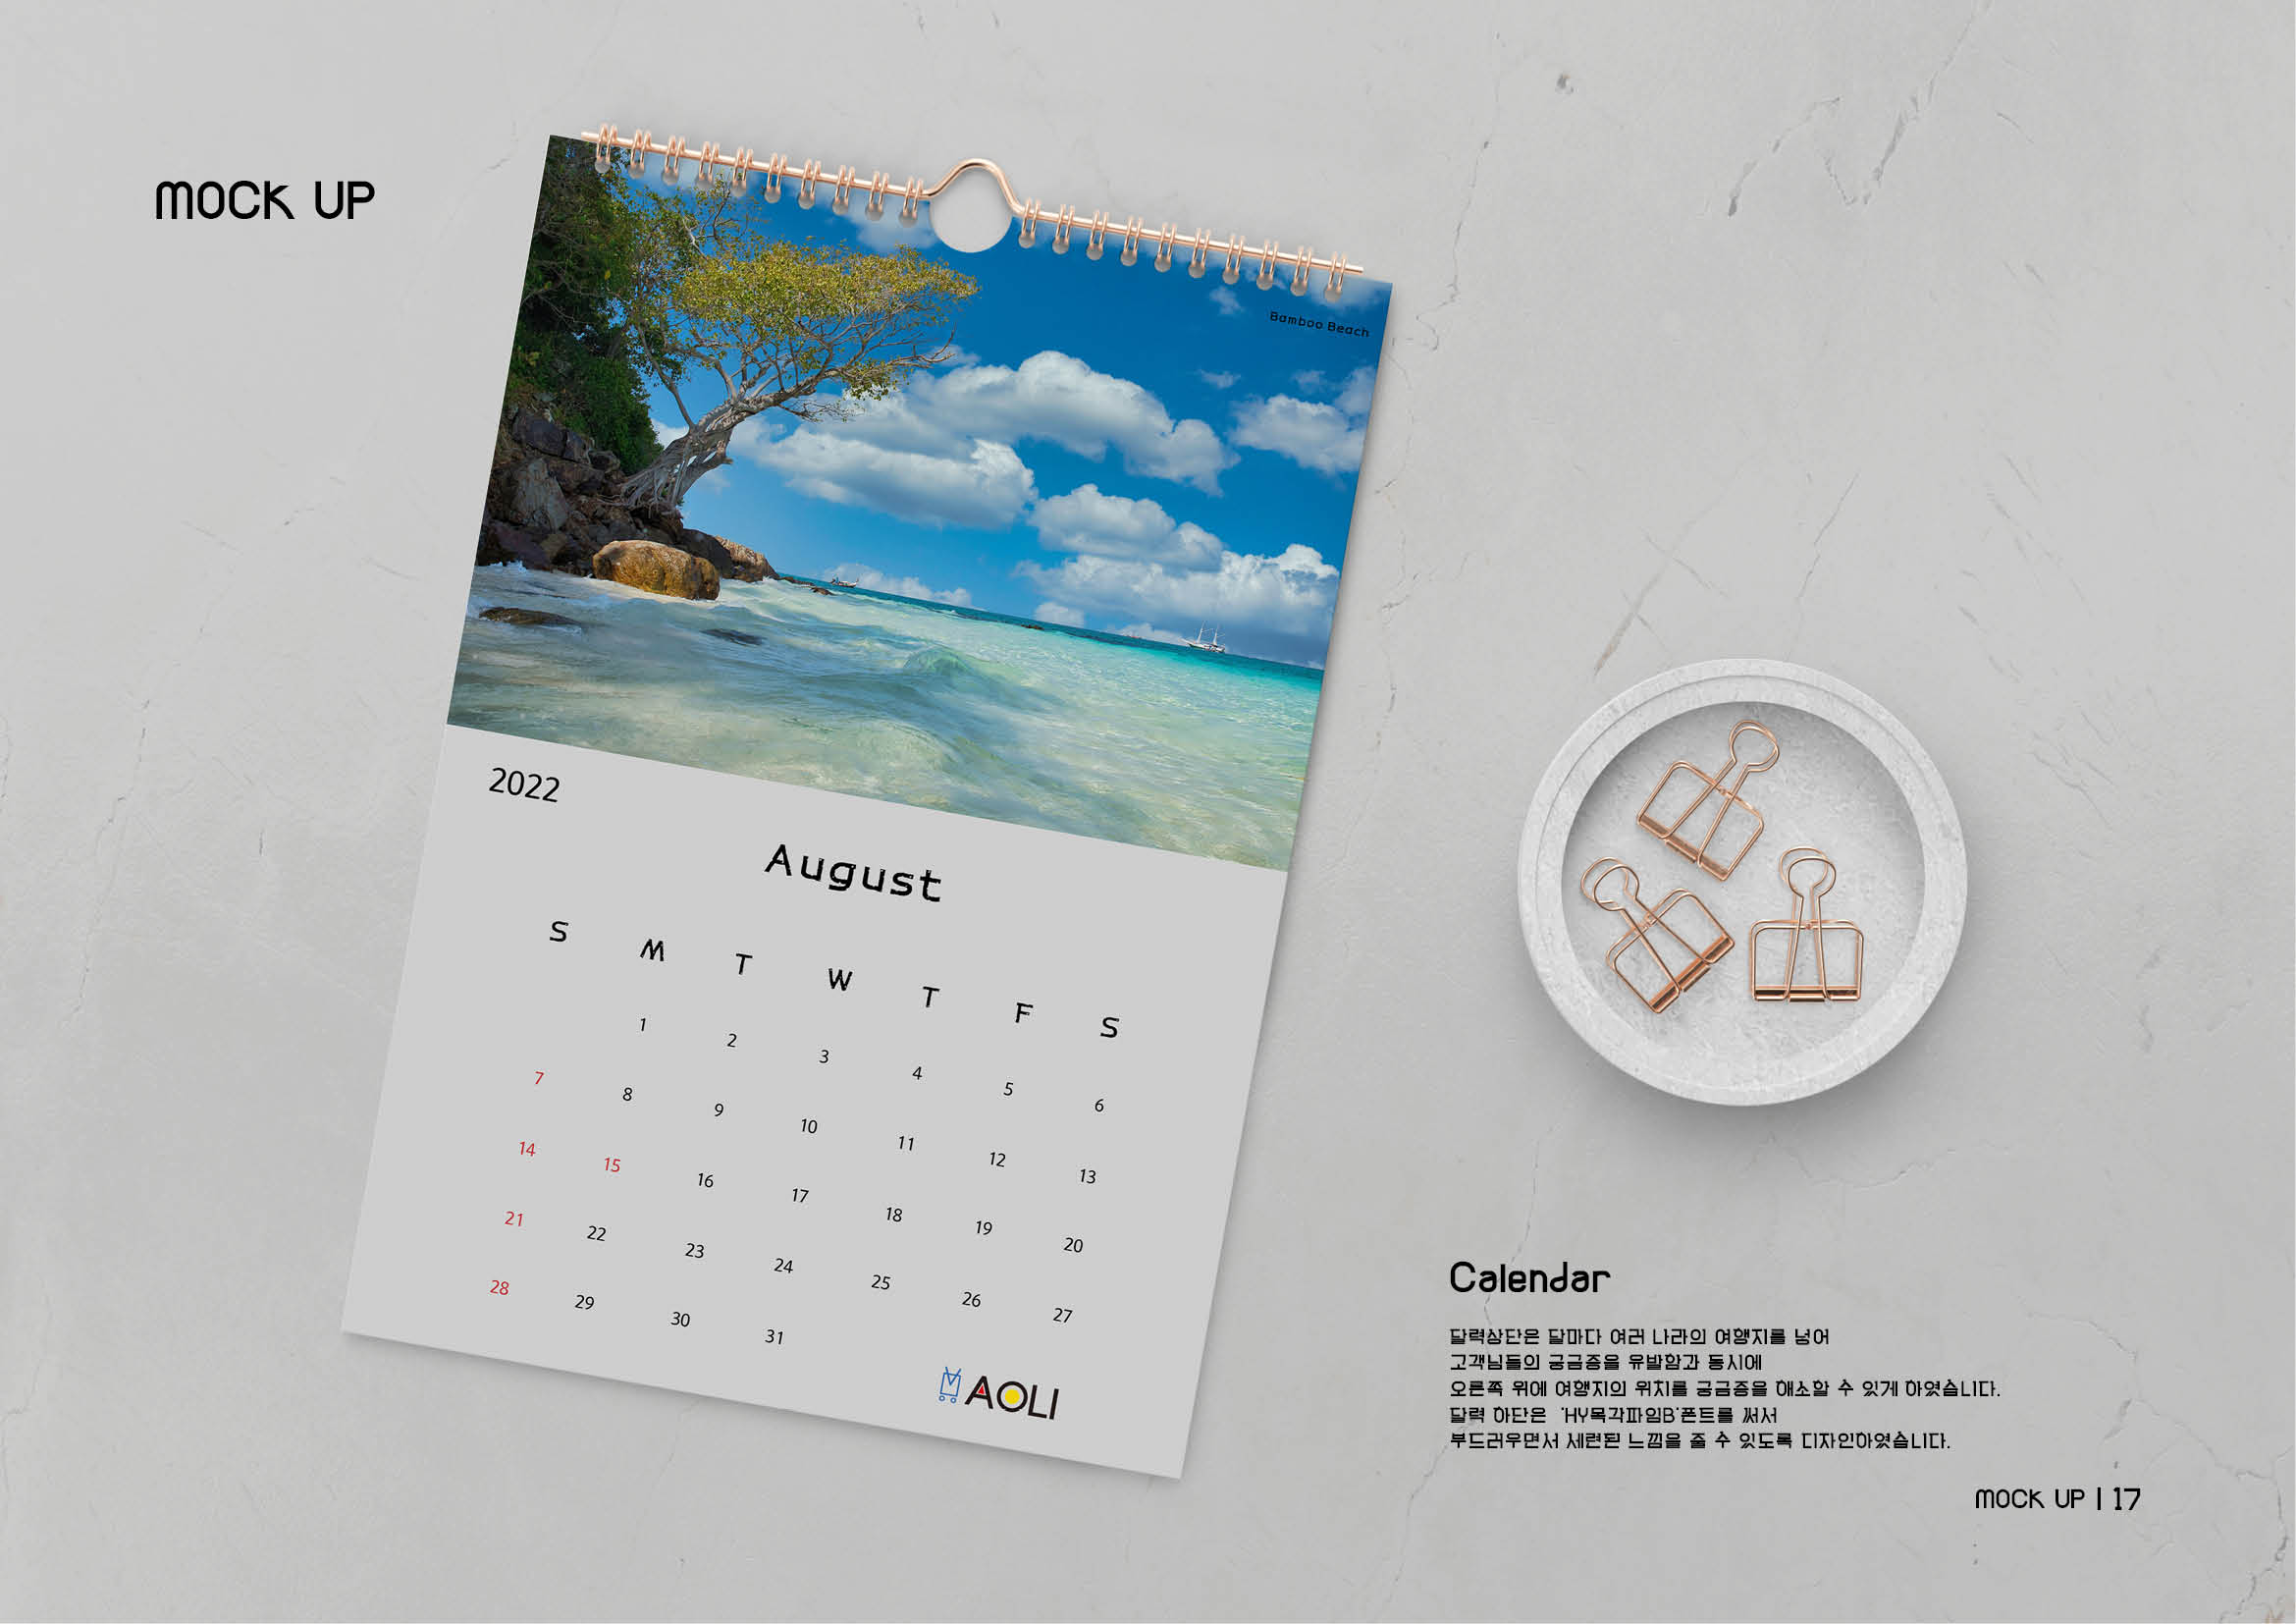 MOCK UP
Bamboo Beach
2022
August
S M T W T F S
1 2 3 4 5 6
7 8 9 10 11 12 13
14 15 16 17 18 19 20
21 22 23 24 25 26 27
28 29 30 31
AOLI
Calendar
달력상단은 달마다 여러 나라의 여행지를 넣어
고객님들의 궁금증을 유발함과 동시에
오른쪽 위에 여행지의 위치를 궁금증을 해소할 수 있게 하였습니다.
달력 하단은 'HY목각파임B'폰트를 써서
부드러우면서 세련된 느낌을 줄 수 있도록 디자인하였습니다.
MOCK UP | 17